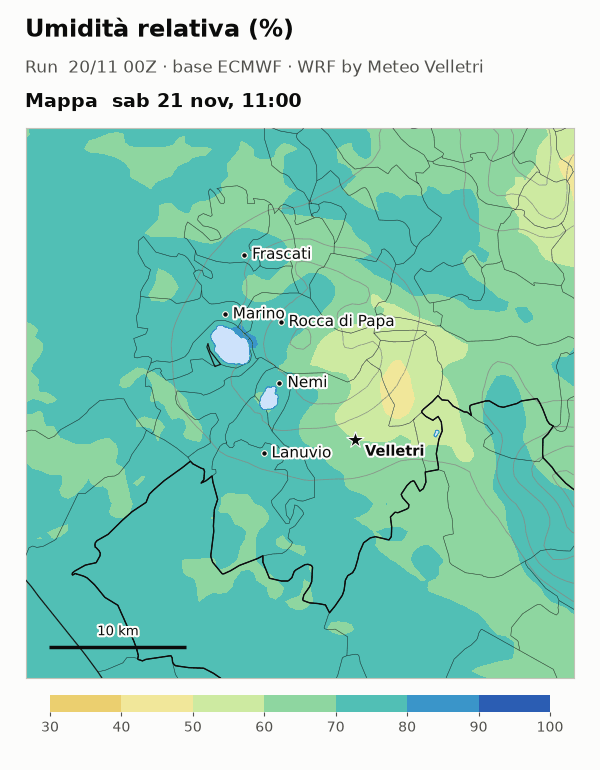 Umidità relativa (%)
Run  20/11 00Z · base ECMWF · WRF by Meteo Velletri
Mappa  sab 21 nov, 11:00
Frascati
Marino
Rocca di Papa
Nemi
Velletri
Lanuvio
10 km
30 40 50 60 70 80 90 100